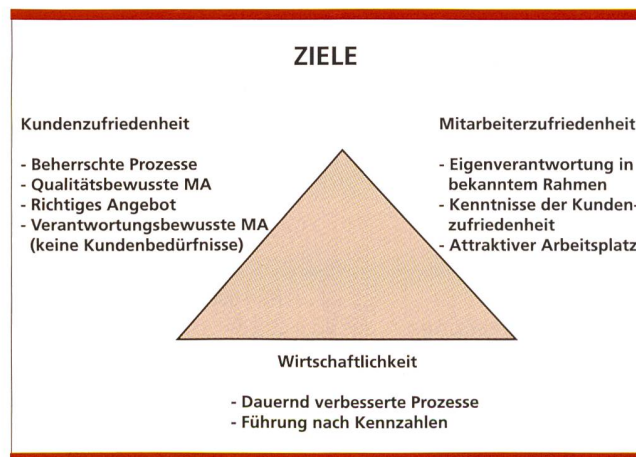 ZIELE
Kundenzufriedenheit
- Beherrschte Prozesse
- Qualitätsbewusste MA
- Richtiges Angebot
- Verantwortungsbewusste MA
(keine Kundenbedürfnisse)
Mitarbeiterzufriedenheit
- Eigenverantwortung in
bekanntem Rahmen
- Kenntnisse der Kunden-
zufriedenheit
- Attraktiver Arbeitsplatz
Wirtschaftlichkeit
- Dauernd verbesserte Prozesse
- Führung nach Kennzahlen